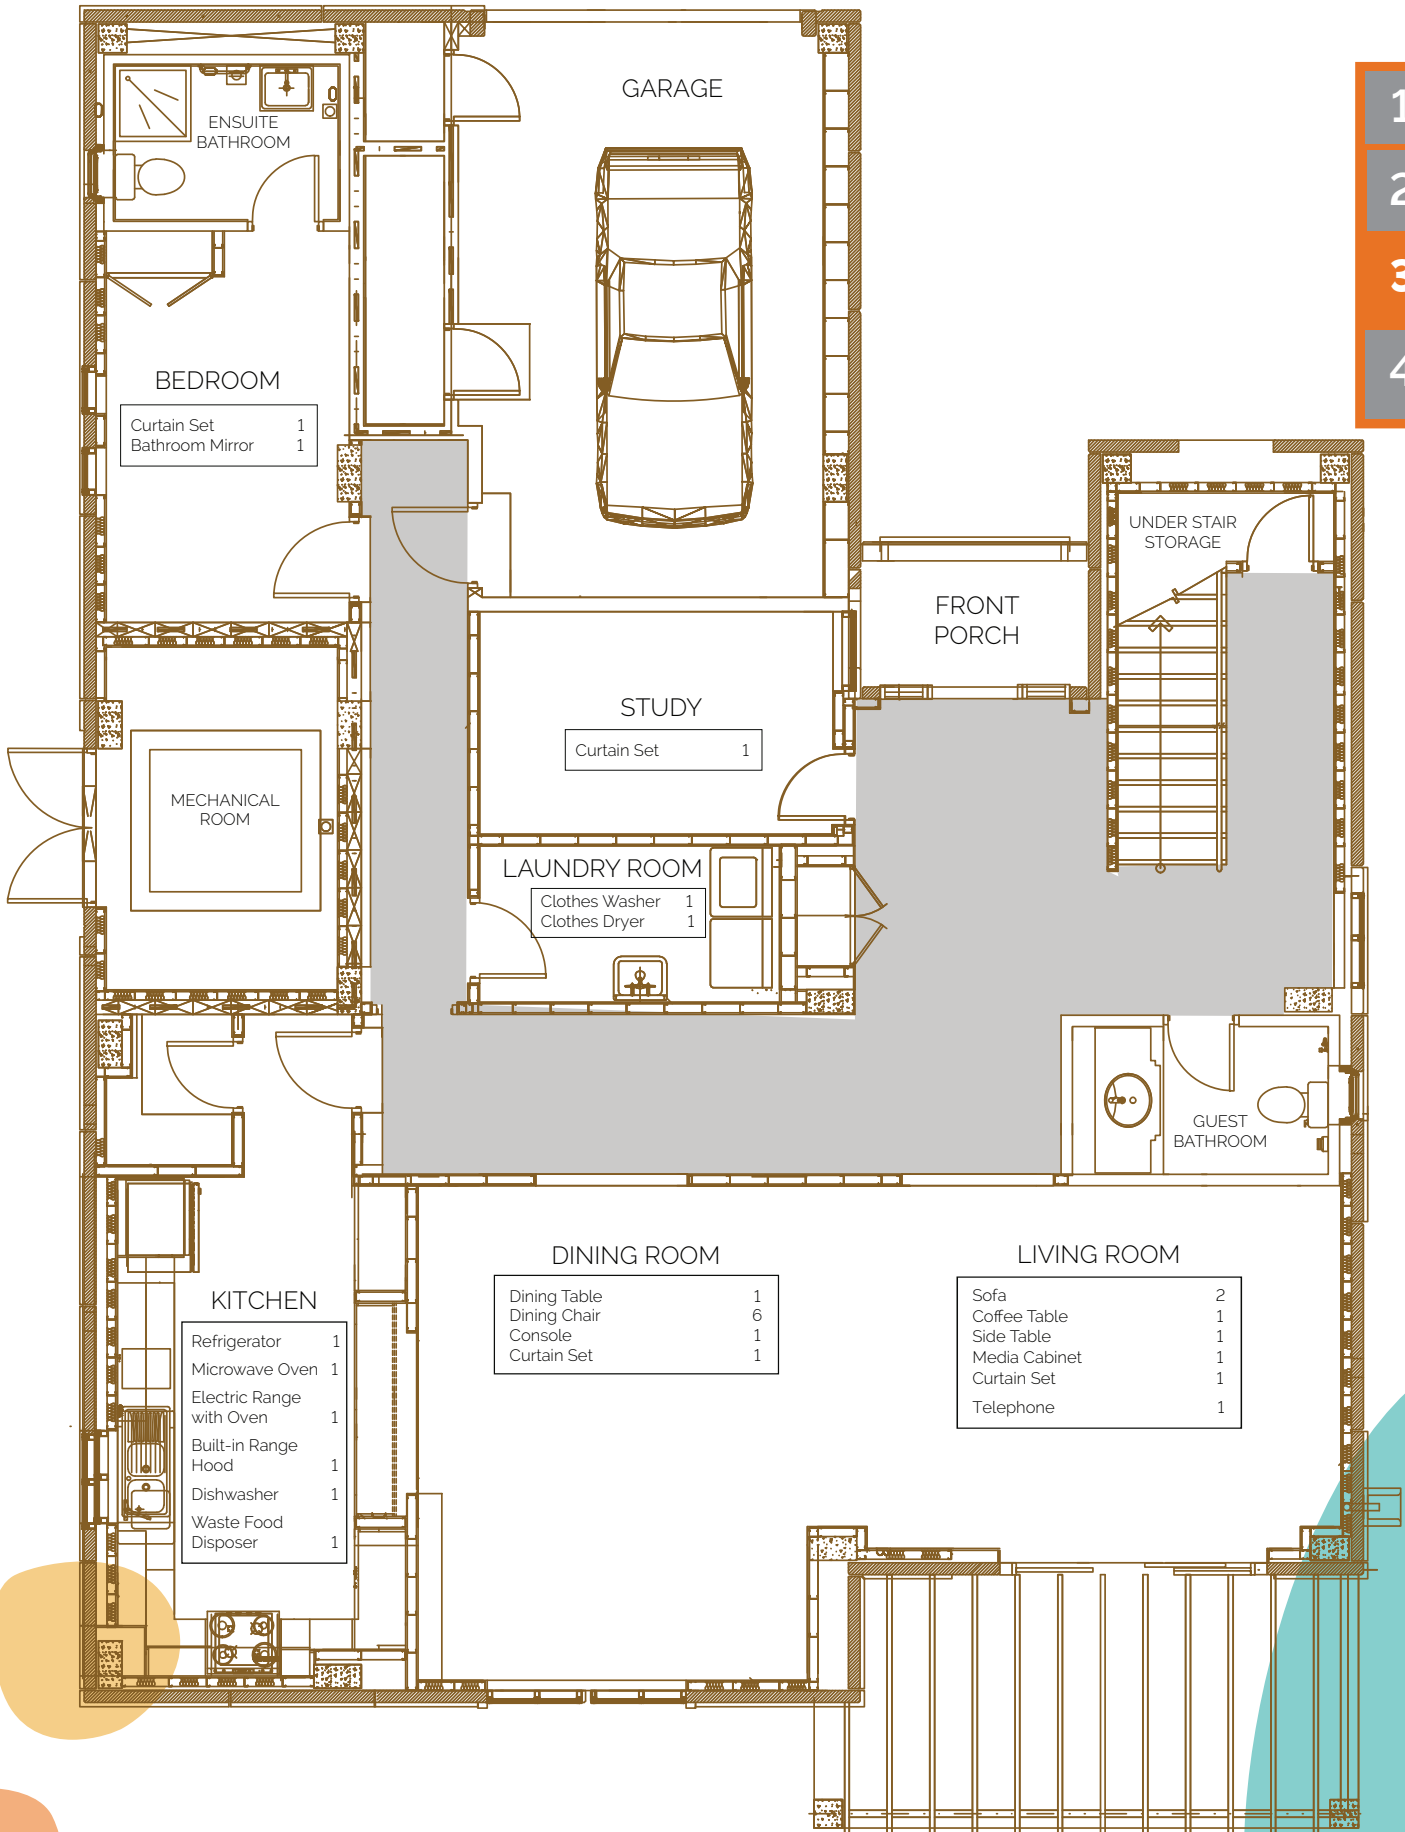 GARAGE
1
2
3
4
ENSUITE
BATHROOM
BEDROOM
Curtain Set 1
Bathroom Mirror 1
UNDER STAIR
STORAGE
FRONT
PORCH
STUDY
Curtain Set 1
MECHANICAL
ROOM
LAUNDRY ROOM
Clothes Washer 1
Clothes Dryer 1
GUEST
BATHROOM
KITCHEN
Refrigerator 1
Microwave Oven 1
Electric Range
with Oven 1
Built-in Range
Hood 1
Dishwasher 1
Waste Food
Disposer 1
DINING ROOM
Dining Table 1
Dining Chair 6
Console 1
Curtain Set 1
LIVING ROOM
Sofa 2
Coffee Table 1
Side Table 1
Media Cabinet 1
Curtain Set 1
Telephone 1